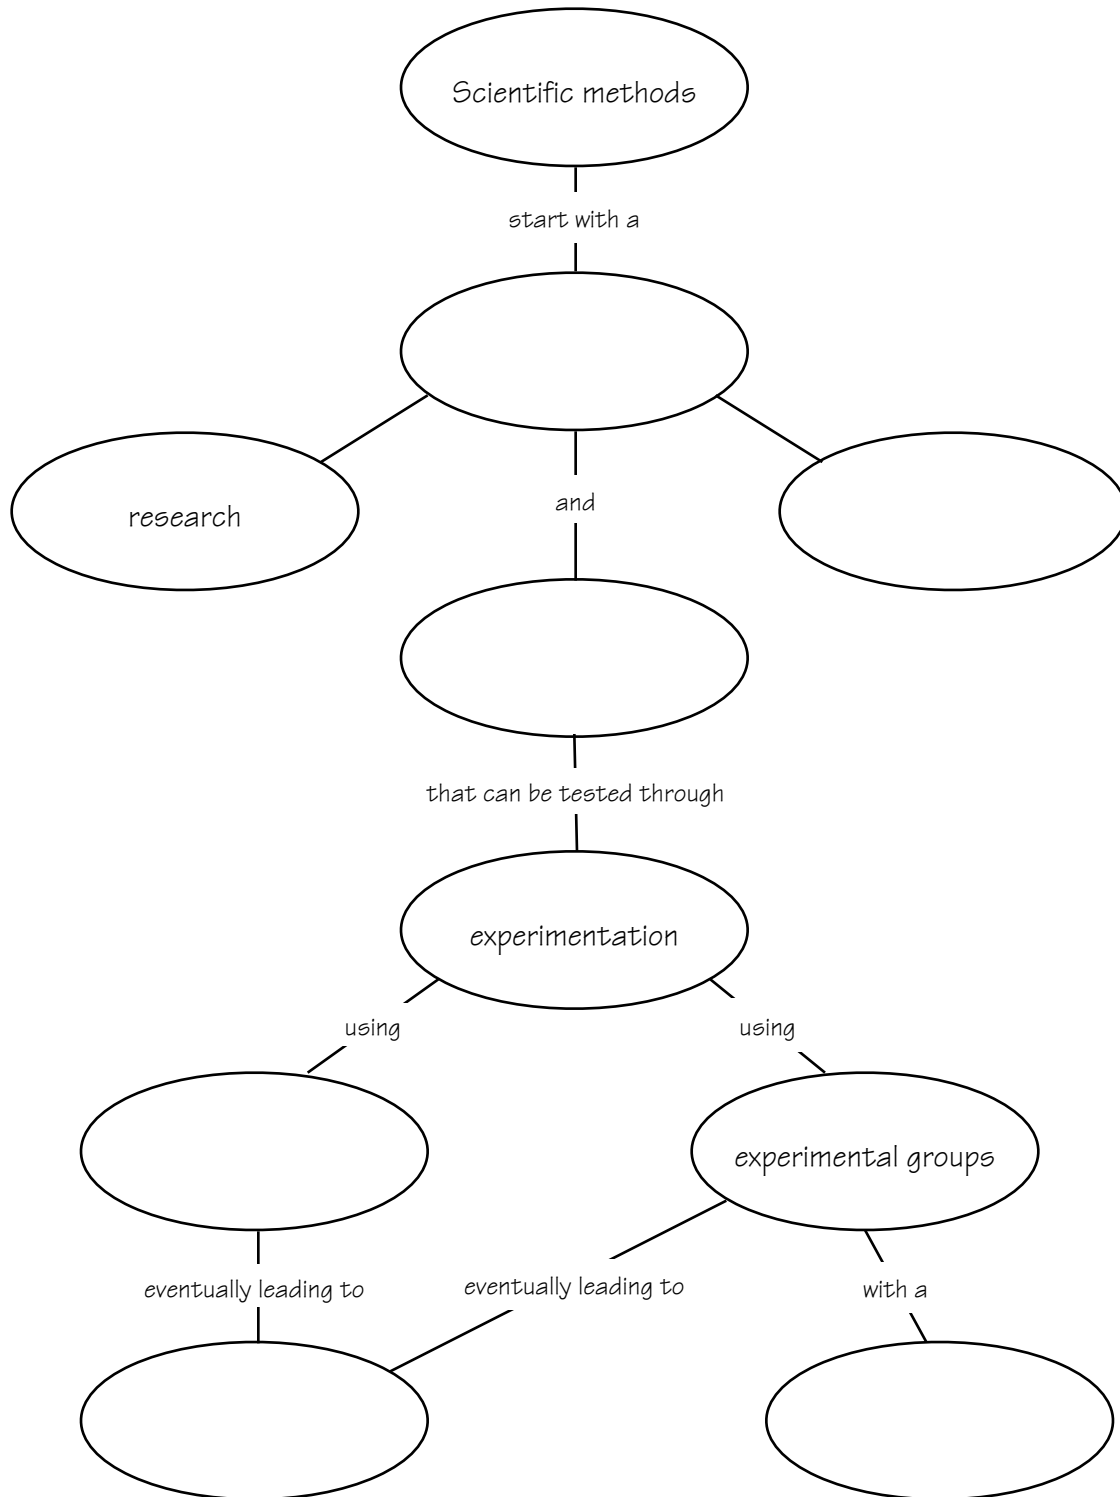 Scientific methods
start with a
research
and
that can be tested through
experimentation
using
using
experimental groups
eventually leading to
eventually leading to
with a